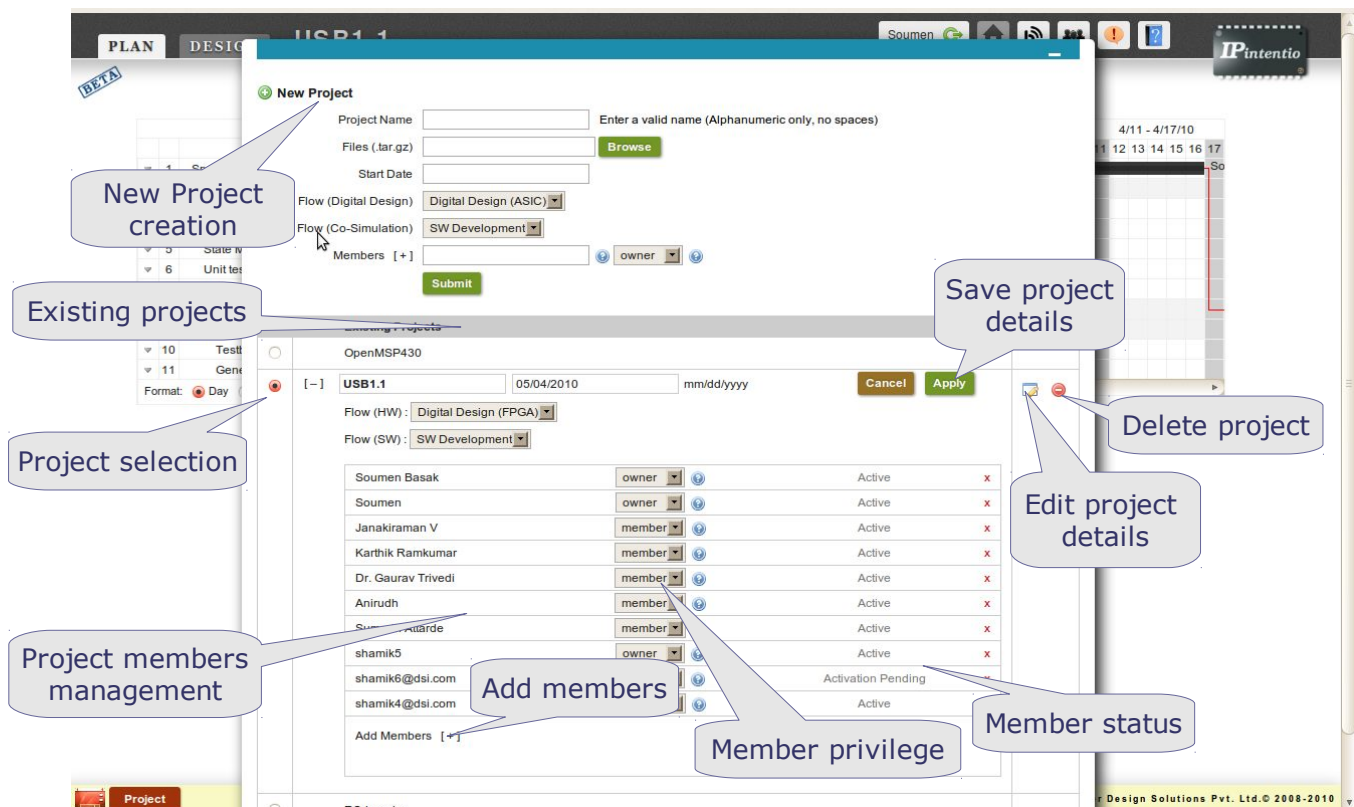 PLAN
USB1.1
Soumen
IPintentio
BETA
New Project
Project Name
Enter a valid name (Alphanumeric only, no spaces)
4/11 - 4/17/10
Files (.tar.gz)
Browse
12 13 14 15 16 17
Start Date
So
New Project
creation
Flow (Digital Design)
Digital Design (ASIC)
Flow (Co-Simulation)
SW Development
5
6
Unit tes
Members [+]
owner
Submit
Existing projects
Save project
details
10
OpenMSP430
11
Gene
Format:
Day
[-]
USB1.1
05/04/2010
mm/dd/yyyy
Cancel
Apply
Flow (HW) :
Digital Design (FPGA)
Delete project
Flow (SW) :
SW Development
Project selection
Soumen Basak
owner
Active
x
Soumen
owner
Active
x
Edit project
details
Janakiraman V
member
Active
x
Karthik Ramkumar
member
Active
x
Dr. Gaurav Trivedi
member
Active
x
Anirudh
member
Active
x
member
Active
x
Project members
management
shamik5
owner
Active
x
shamik6@dsi.com
Activation Pending
Add members
shamik4@dsi.com
Active
Member status
Add Members [+]
Member privilege
Project
Design Solutions Pvt. Ltd.© 2008-2010